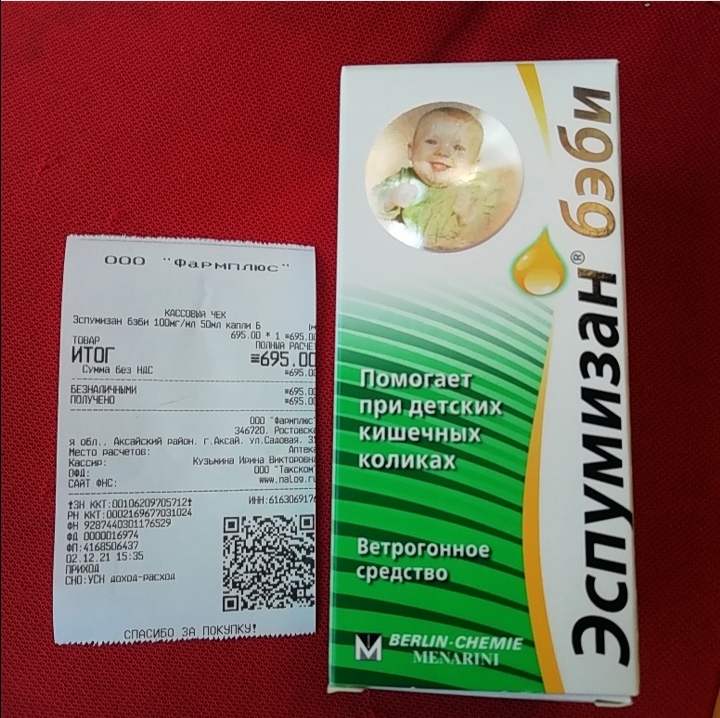 ООО "ФАРМПЛЮС"
КАССОВЫЙ ЧЕК
Эспумизан бэби 100мг/мл 50мл капли Б
695.00 * 1 =695.00
ТОВАР ПОЛНЫЙ РАСЧЕТ
ИТОГ =695.00
Сумма без НДС =695.00
БЕЗНАЛИЧНЫМИ =695.00
ПОЛУЧЕНО =695.00
ООО "Фармплюс"
346720, Ростовска
я обл., Аксайский район, г.Аксай, ул.Садовая, 3
Место расчетов: Аптека
Кассир: Кузьмина Ирина Викторовн
ОФД: ООО "Такском"
САЙТ ФНС: www.nalog.ru
ЗН ККТ:00106209705712 ИНН:616306917
РН ККТ:0002169677031024
ФН 9287440301176529
ФД 0000016974
ФП:4168506437
02.12.21 15:35
ПРИХОД
СНО:УСН доход-расход
СПАСИБО ЗА ПОКУПКУ!
Эспумизан® бэби
Помогает
при детских
кишечных
коликах
Ветрогонное
средство
BERLIN-CHEMIE
MENARINI